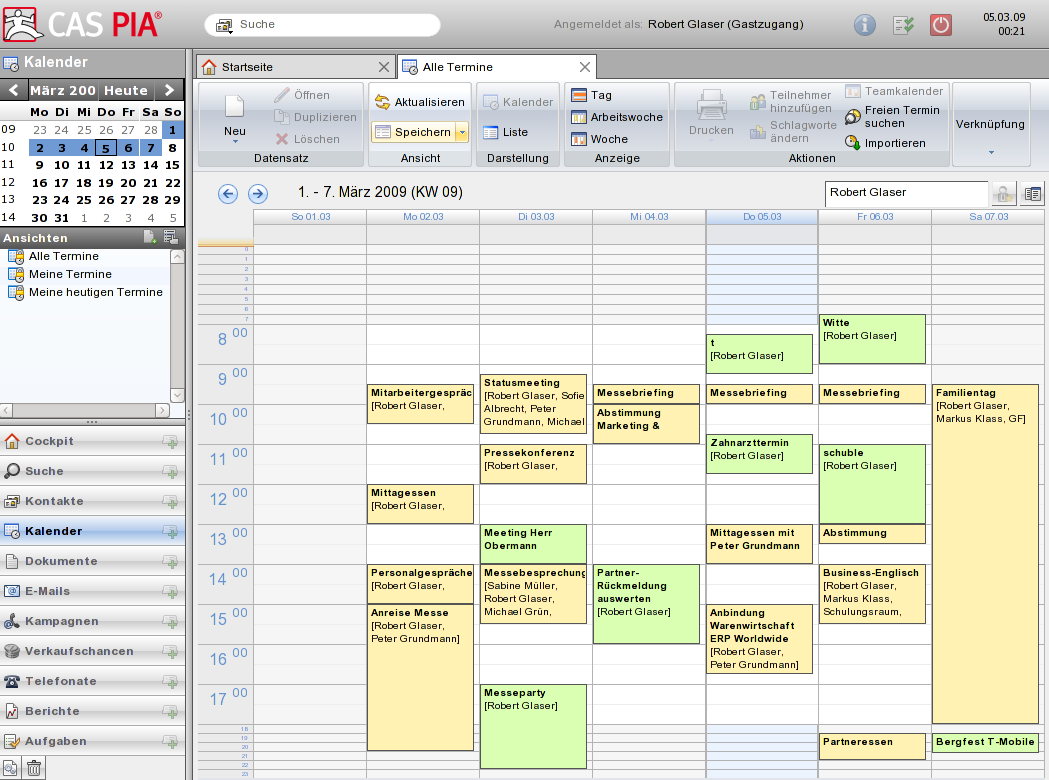 CAS PIA®
Suche
Angemeldet als: Robert Glaser (Gastzugang)
05.03.09
00:21
Kalender
März 200 Heute
Mo Di Mi Do Fr Sa So
09 23 24 25 26 27 28 1
10 2 3 4 5 6 7 8
11 9 10 11 12 13 14 15
12 16 17 18 19 20 21 22
13 23 24 25 26 27 28 29
14 30 31 1 2 3 4 5
Ansichten
Alle Termine
Meine Termine
Meine heutigen Termine
Cockpit
Suche
Kontakte
Kalender
Dokumente
E-Mails
Kampagnen
Verkaufschancen
Telefonate
Berichte
Aufgaben
Startseite
Alle Termine
Neu
Öffnen
Duplizieren
Löschen
Datensatz
Aktualisieren
Speichern
Ansicht
Kalender
Liste
Darstellung
Tag
Arbeitswoche
Woche
Anzeige
Drucken
Teilnehmer
hinzufügen
Schlagworte
ändern
Teamkalender
Freien Termin
suchen
Importieren
Aktionen
Verknüpfung
1. - 7. März 2009 (KW 09)
Robert Glaser
So 01.03 Mo 02.03 Di 03.03 Mi 04.03 Do 05.03 Fr 06.03 Sa 07.03
0
1
2
3
4
5
6
7
8 00
9 00
10 00
11 00
12 00
13 00
14 00
15 00
16 00
17 00
18
19
20
21
22
23
Mitarbeitergespräc
[Robert Glaser,
Mittagessen
[Robert Glaser,
Personalgespräche
[Robert Glaser,
Anreise Messe
[Robert Glaser,
Peter Grundmann]
Statusmeeting
[Robert Glaser, Sofie
Albrecht, Peter
Grundmann, Michael
Pressekonferenz
[Robert Glaser,
Meeting Herr
Obermann
Messebesprechung
[Sabine Müller,
Robert Glaser,
Michael Grün,
Messeparty
[Robert Glaser]
Messebriefing
Abstimmung
Marketing &
Partner-
Rückmeldung
auswerten
[Robert Glaser]
t
[Robert Glaser]
Messebriefing
Zahnarzttermin
[Robert Glaser]
Mittagessen mit
Peter Grundmann
Anbindung
Warenwirtschaft
ERP Worldwide
[Robert Glaser,
Peter Grundmann]
Witte
[Robert Glaser]
Messebriefing
schuble
[Robert Glaser]
Abstimmung
Business-Englisch
[Robert Glaser,
Markus Klass,
Schulungsraum,
Partneressen
Familientag
[Robert Glaser,
Markus Klass, GF]
Bergfest T-Mobile